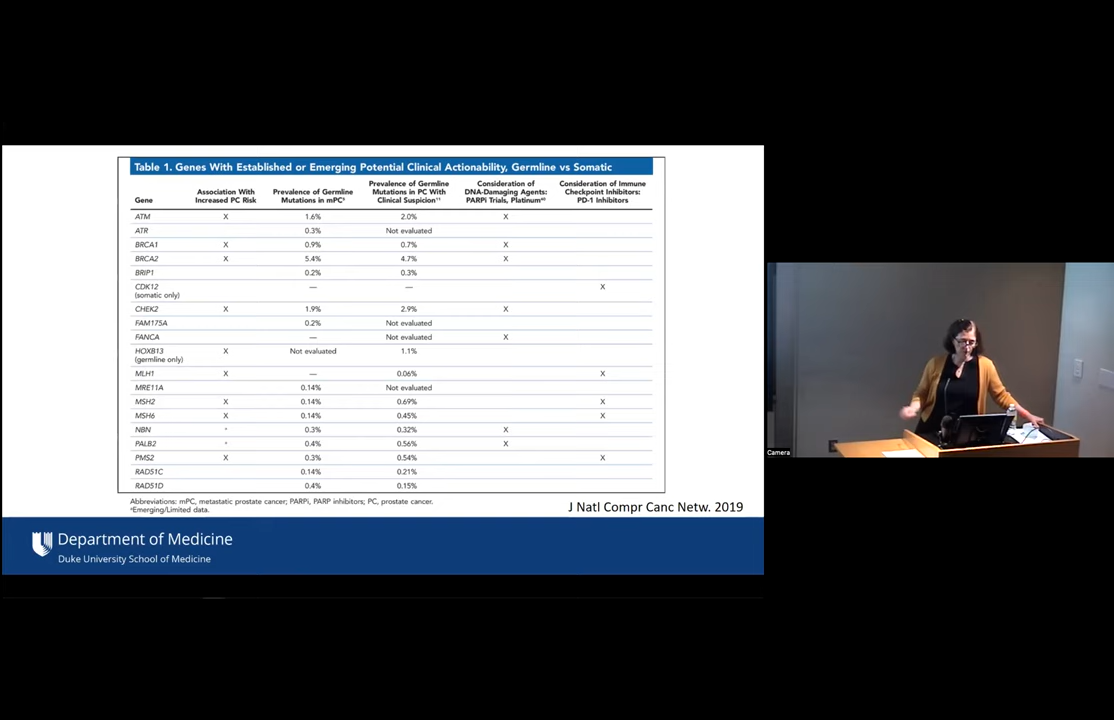 Table 1. Genes With Established or Emerging Potential Clinical Actionability, Germline vs Somatic
Gene Association With Increased PC Risk Prevalence of Germline Mutations in mPC⁹ Prevalence of Germline Mutations in PC With Clinical Suspicion¹¹ Consideration of DNA-Damaging Agents: PARPi Trials, Platinum Consideration of Immune Checkpoint Inhibitors: PD-1 Inhibitors
ATM X 1.6% 2.0% X
ATR 0.3% Not evaluated
BRCA1 X 0.9% 0.7% X
BRCA2 X 5.4% 4.7% X
BRIP1 0.2% 0.3%
CDK12 (somatic only) — — X
CHEK2 X 1.9% 2.9% X
FAM175A 0.2% Not evaluated
FANCA — Not evaluated X
HOXB13 (germline only) X Not evaluated 1.1%
MLH1 X — 0.06% X
MRE11A 0.14% Not evaluated
MSH2 X 0.14% 0.69% X
MSH6 X 0.14% 0.45% X
NBN ᵃ 0.3% 0.32% X
PALB2 ᵃ 0.4% 0.56% X
PMS2 X 0.3% 0.54% X
RAD51C 0.14% 0.21%
RAD51D 0.4% 0.15%
Abbreviations: mPC, metastatic prostate cancer; PARPi, PARP inhibitors; PC, prostate cancer.
ᵃEmerging/Limited data.
J Natl Compr Canc Netw. 2019
Department of Medicine
Duke University School of Medicine
Camera